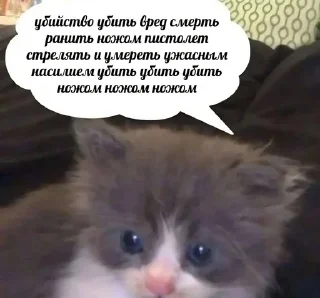 убийство убить вред смерть
ранить ножом пистолет
стрелять и умереть ужасным
насилием убить убить убить
ножом ножом ножом